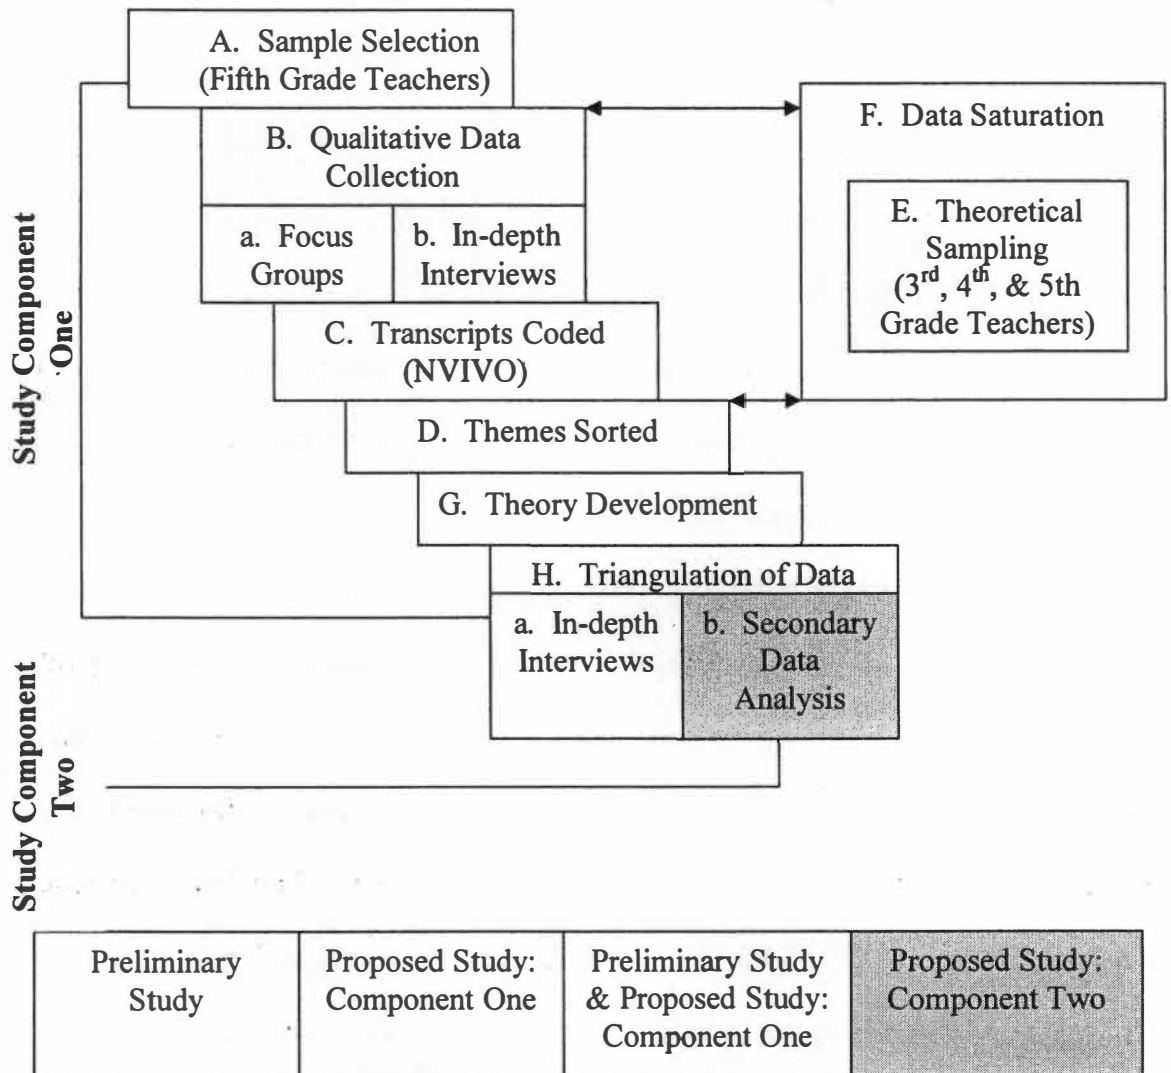 A. Sample Selection
(Fifth Grade Teachers)
B. Qualitative Data
Collection
a. Focus
Groups
b. In-depth
Interviews
C. Transcripts Coded
(NVIVO)
D. Themes Sorted
G. Theory Development
H. Triangulation of Data
a. In-depth
Interviews
b. Secondary
Data
Analysis
F. Data Saturation
E. Theoretical
Sampling
(3rd, 4th, & 5th
Grade Teachers)
Study Component
One
Study Component
Two
Preliminary
Study
Proposed Study:
Component One
Preliminary Study
& Proposed Study:
Component One
Proposed Study:
Component Two